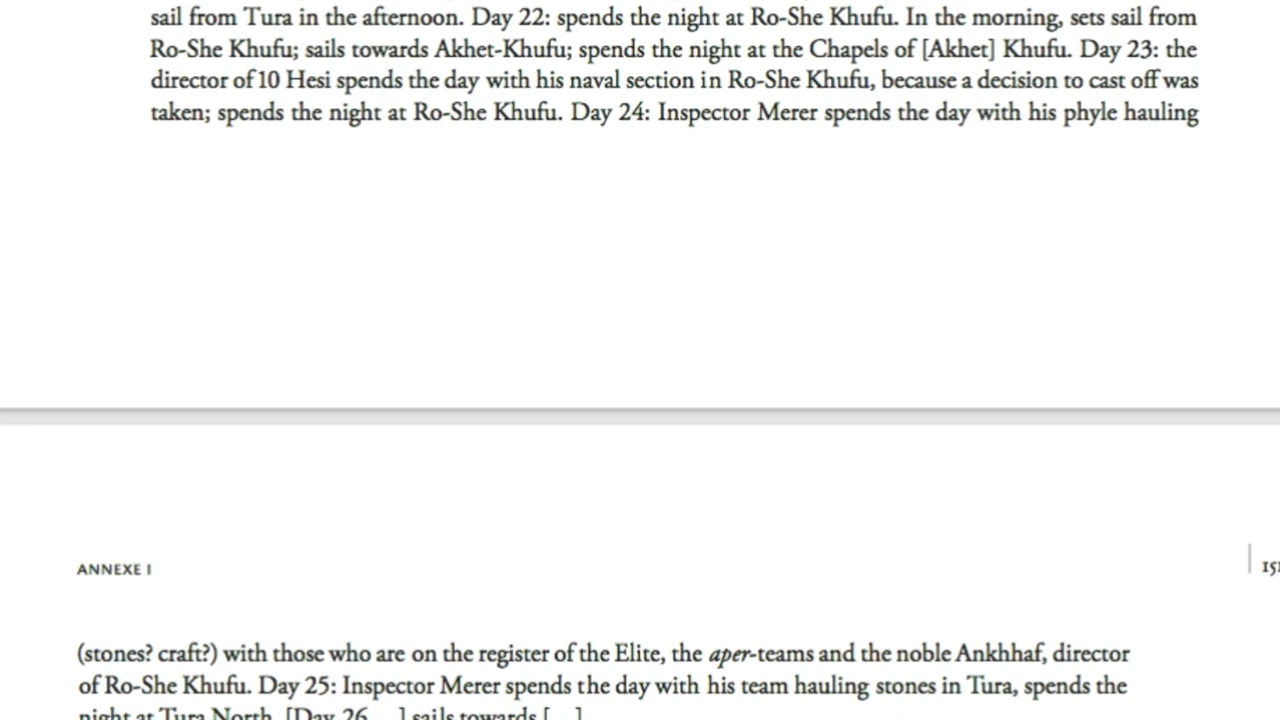 sail from Tura in the afternoon. Day 22: spends the night at Ro-She Khufu. In the morning, sets sail from
Ro-She Khufu; sails towards Akhet-Khufu; spends the night at the Chapels of [Akhet] Khufu. Day 23: the
director of 10 Hesi spends the day with his naval section in Ro-She Khufu, because a decision to cast off was
taken; spends the night at Ro-She Khufu. Day 24: Inspector Merer spends the day with his phyle hauling
ANNEXE I
151
(stones? craft?) with those who are on the register of the Elite, the aper-teams and the noble Ankhhaf, director
of Ro-She Khufu. Day 25: Inspector Merer spends the day with his team hauling stones in Tura, spends the
night at Tura North. [Day 26 …] sails towards […]